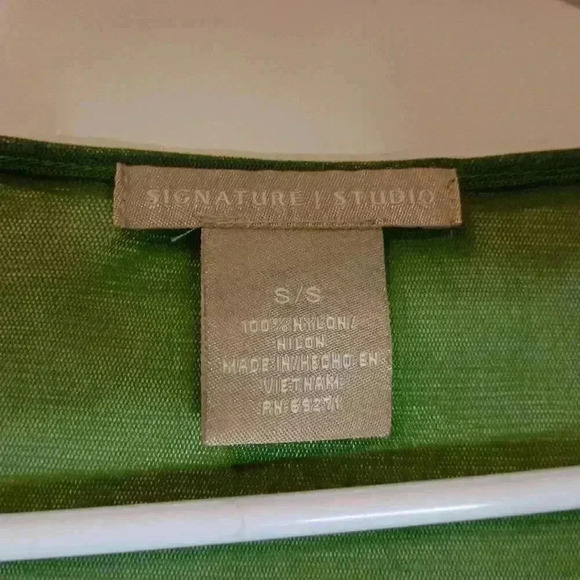 SIGNATURE | STUDIO
S/S
100% NYLON/
NILON
MADE IN/HECHO EN
VIETNAM
RN 69271